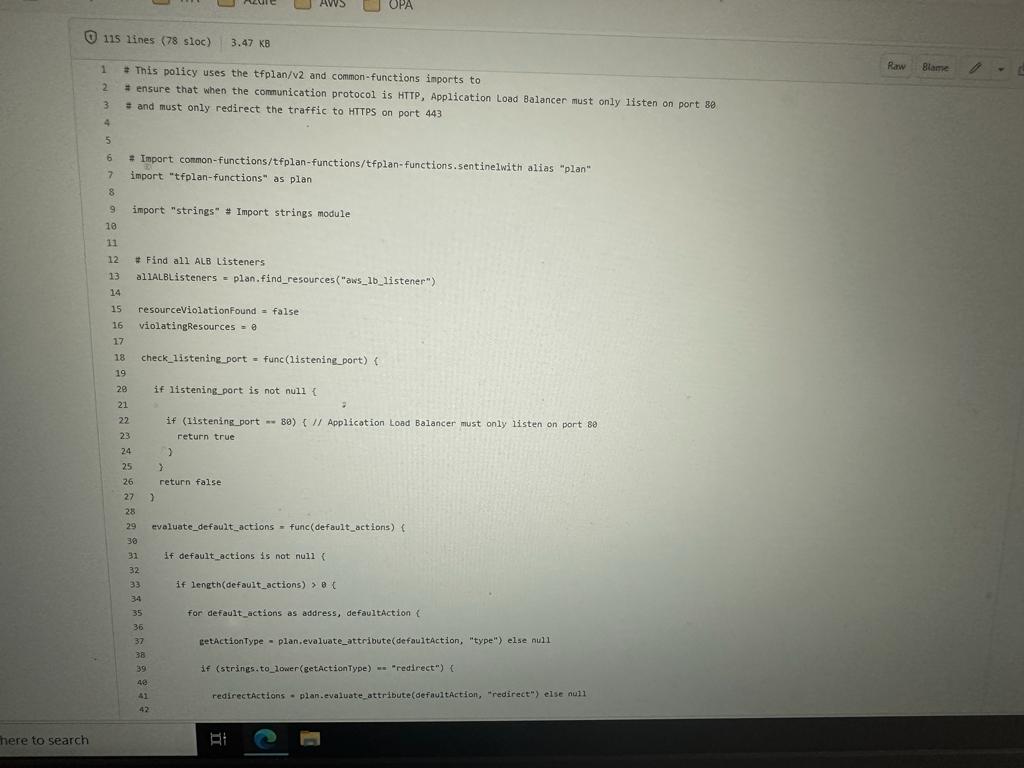 Azure AWS OPA
115 lines (78 sloc) 3.47 KB
Raw Blame
1 # This policy uses the tfplan/v2 and common-functions imports to
2 # ensure that when the communication protocol is HTTP, Application Load Balancer must only listen on port 80
3 # and must only redirect the traffic to HTTPS on port 443
4
5
6 # Import common-functions/tfplan-functions/tfplan-functions.sentinelwith alias "plan"
7 import "tfplan-functions" as plan
8
9 import "strings" # Import strings module
10
11
12 # Find all ALB Listeners
13 allALBListeners = plan.find_resources("aws_lb_listener")
14
15 resourceViolationFound = false
16 violatingResources = 0
17
18 check_listening_port = func(listening_port) {
19
20 if listening_port is not null {
21
22 if (listening_port == 80) { // Application Load Balancer must only listen on port 80
23 return true
24 }
25 }
26 return false
27 }
28
29 evaluate_default_actions = func(default_actions) {
30
31 if default_actions is not null {
32
33 if length(default_actions) > 0 {
34
35 for default_actions as address, defaultAction {
36
37 getActionType = plan.evaluate_attribute(defaultAction, "type") else null
38
39 if (strings.to_lower(getActionType) == "redirect") {
40
41 redirectActions = plan.evaluate_attribute(defaultAction, "redirect") else null
42
here to search